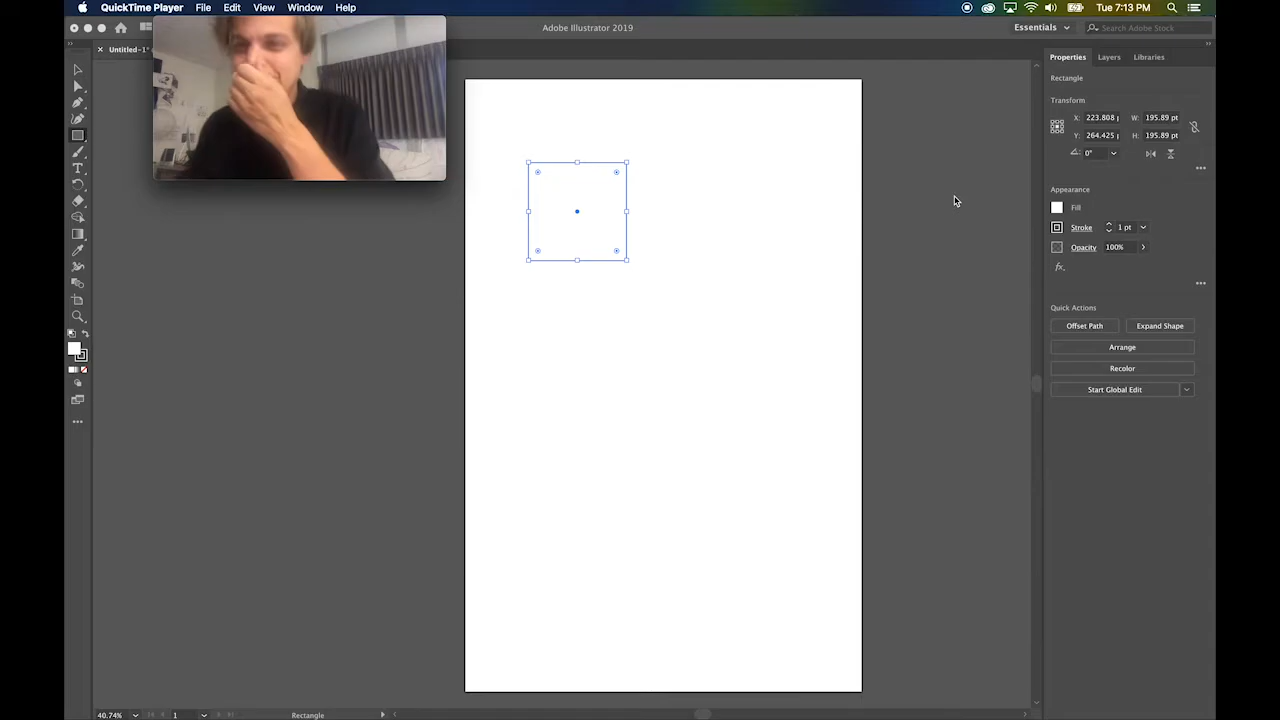 QuickTime Player File Edit View Window Help Tue 7:13 PM
Adobe Illustrator 2019 Essentials Search Adobe Stock
Untitled-1*
Properties Layers Libraries
Rectangle
Transform
X: 223.808 W: 195.89 pt
Y: 264.425 H: 195.89 pt
0°
Appearance
Fill
Stroke 1 pt
Opacity 100%
fx.
Quick Actions
Offset Path Expand Shape
Arrange
Recolor
Start Global Edit
40.74% 1 Rectangle